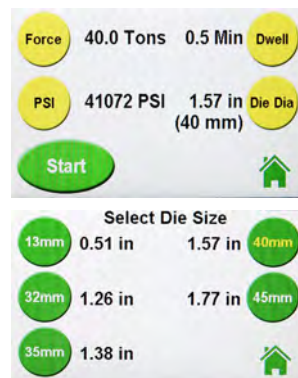 Force 40.0 Tons 0.5 Min Dwell
PSI 41072 PSI 1.57 in Die Dia
(40 mm)
Start
Select Die Size
13mm 0.51 in 1.57 in 40mm
32mm 1.26 in 1.77 in 45mm
35mm 1.38 in